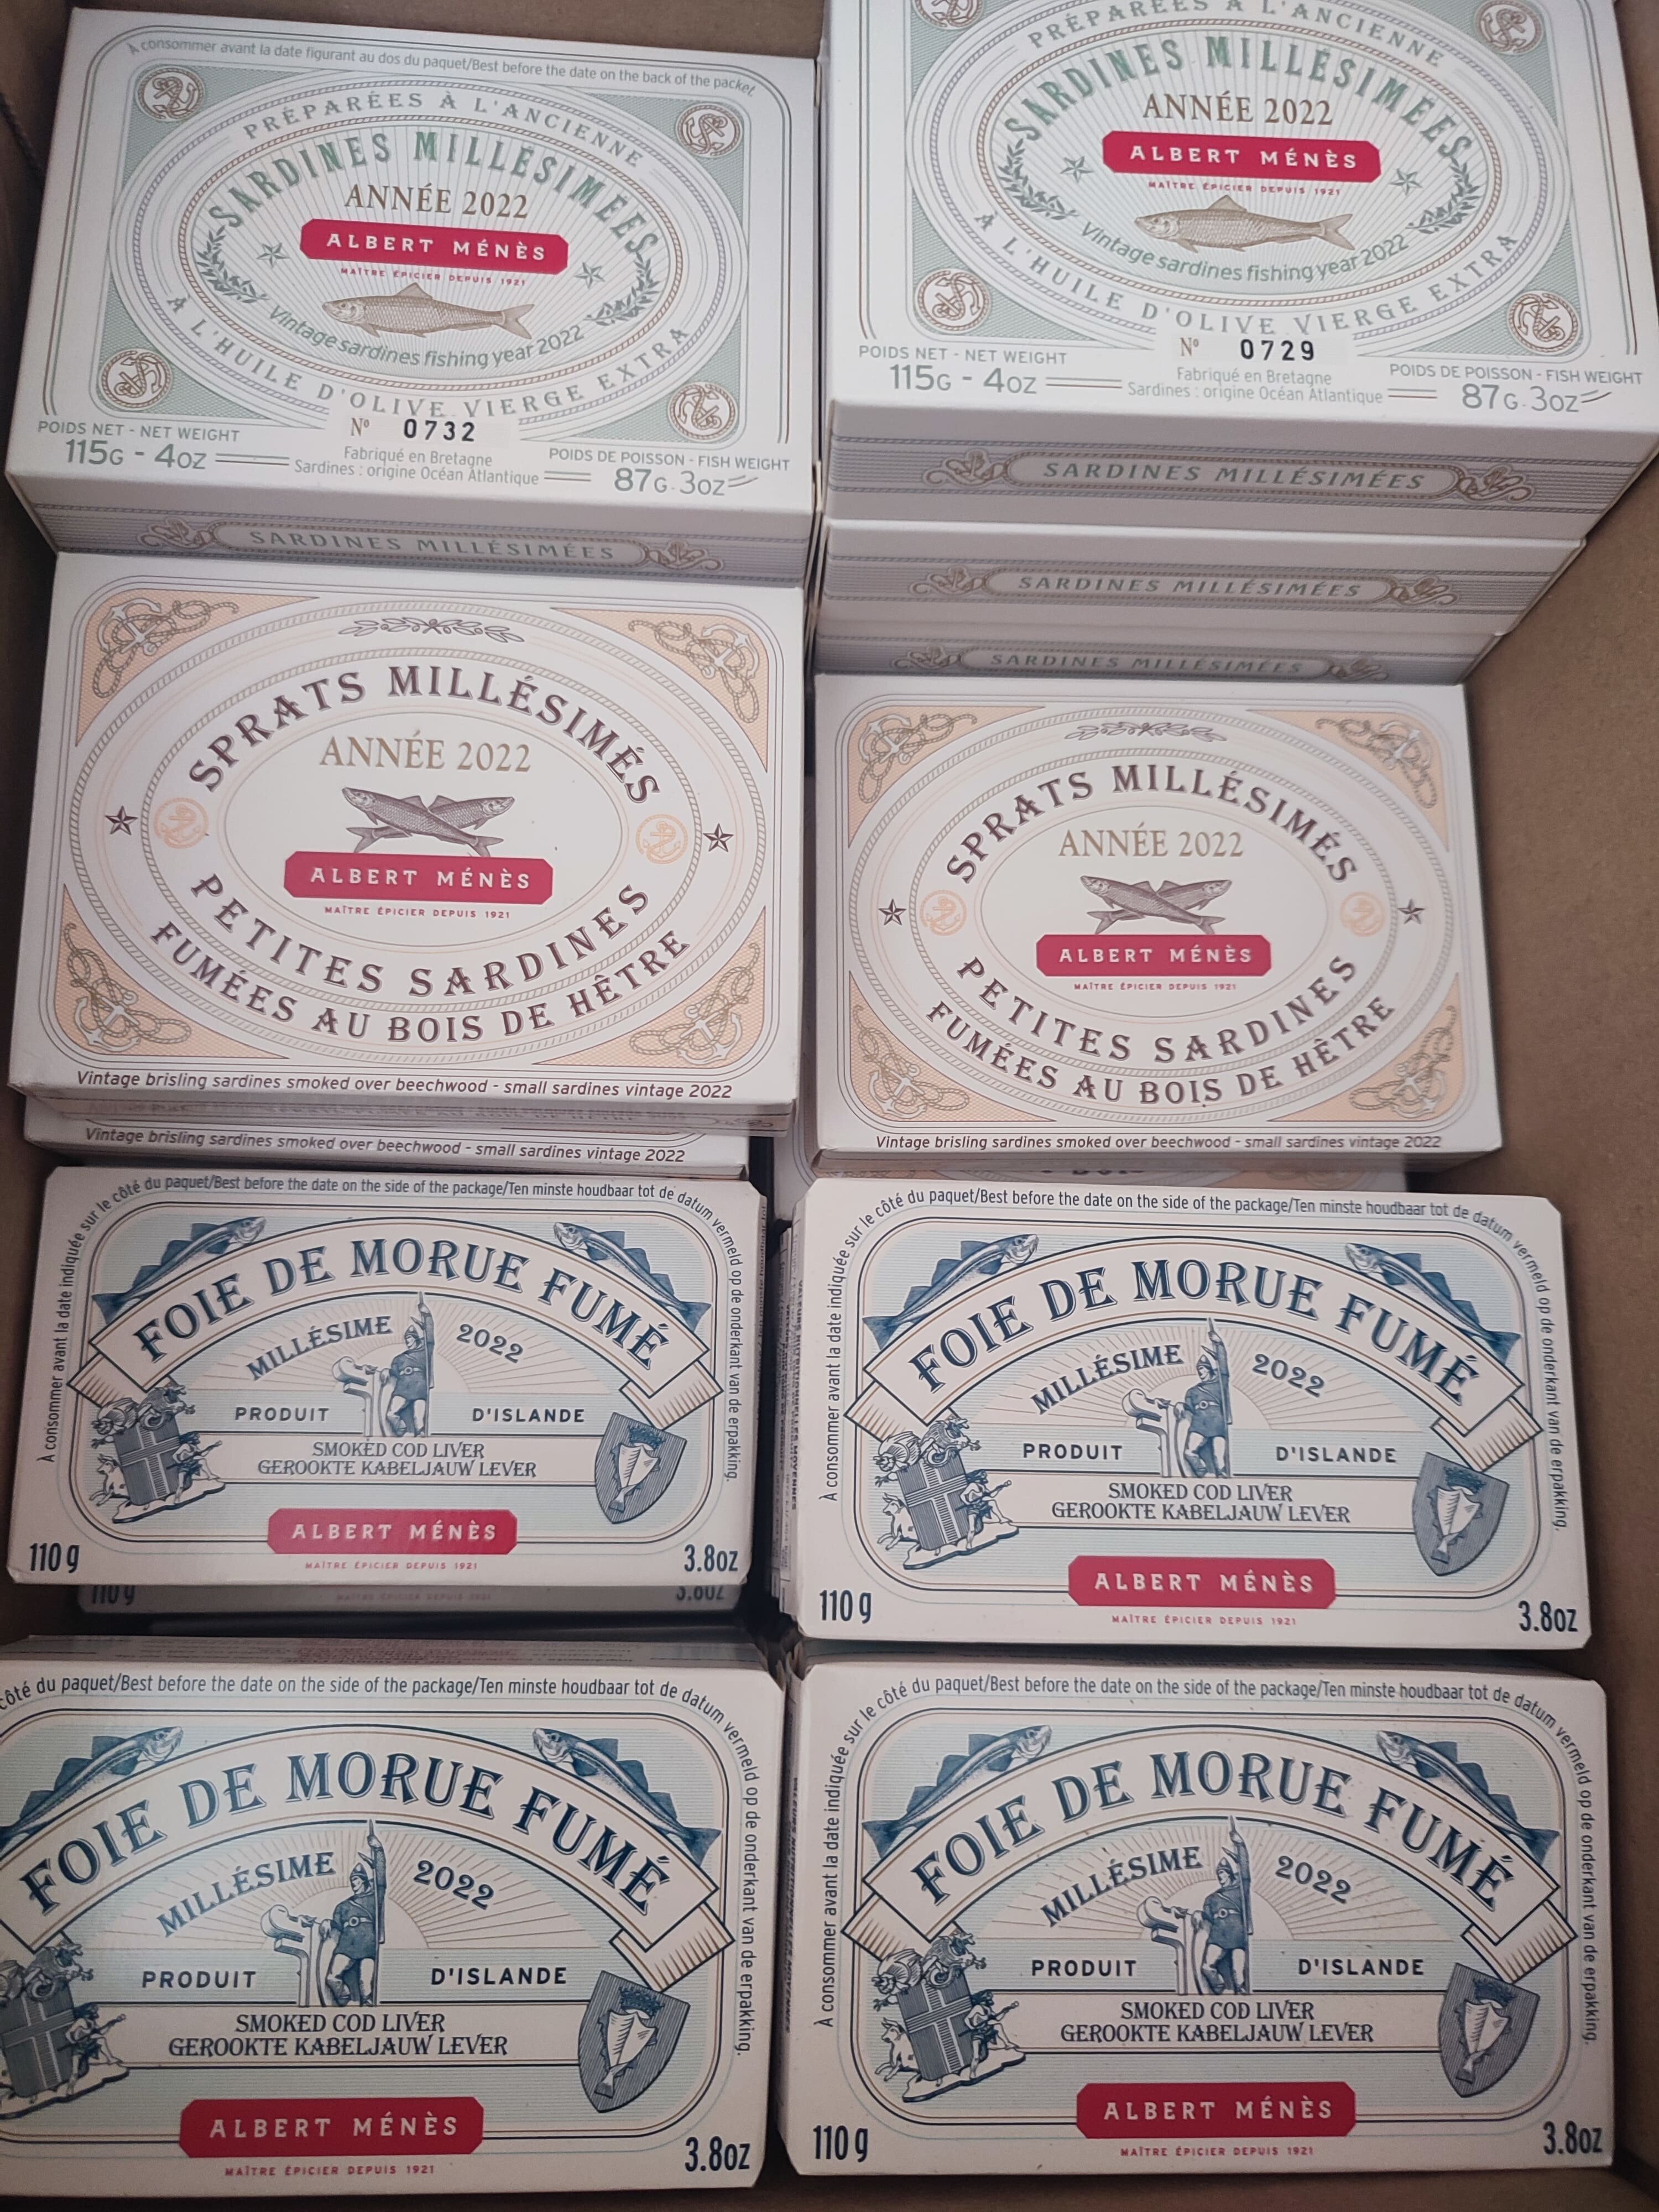 À consommer avant la date figurant au dos du paquet/Best before the date on the back of the packet.
PRÉPARÉES À L'ANCIENNE
SARDINES MILLÉSIMÉES
ANNÉE 2022
ALBERT MÉNÈS
MAÎTRE ÉPICIER DEPUIS 1921
Vintage sardines fishing year 2022
À L'HUILE D'OLIVE VIERGE EXTRA
Nº 0732
POIDS NET - NET WEIGHT
115G - 4OZ
Fabriqué en Bretagne
Sardines : origine Océan Atlantique
POIDS DE POISSON - FISH WEIGHT
87G - 3OZ
SARDINES MILLÉSIMÉES
PRÉPARÉES À L'ANCIENNE
SARDINES MILLÉSIMÉES
ANNÉE 2022
ALBERT MÉNÈS
MAÎTRE ÉPICIER DEPUIS 1921
Vintage sardines fishing year 2022
À L'HUILE D'OLIVE VIERGE EXTRA
Nº 0729
POIDS NET - NET WEIGHT
115G - 4OZ
Fabriqué en Bretagne
Sardines : origine Océan Atlantique
POIDS DE POISSON - FISH WEIGHT
87G - 3OZ
SARDINES MILLÉSIMÉES
SARDINES MILLÉSIMÉES
SARDINES MILLÉSIMÉES
SPRATS MILLÉSIMÉS
ANNÉE 2022
ALBERT MÉNÈS
MAÎTRE ÉPICIER DEPUIS 1921
PETITES SARDINES
FUMÉES AU BOIS DE HÊTRE
Vintage brisling sardines smoked over beechwood - small sardines vintage 2022
Vintage brisling sardines smoked over beechwood - small sardines vintage 2022
SPRATS MILLÉSIMÉS
ANNÉE 2022
ALBERT MÉNÈS
MAÎTRE ÉPICIER DEPUIS 1921
PETITES SARDINES
FUMÉES AU BOIS DE HÊTRE
Vintage brisling sardines smoked over beechwood - small sardines vintage 2022
À consommer avant la date indiquée sur le côté du paquet/Best before the date on the side of the package/Ten minste houdbaar tot de datum vermeld op de onderkant van de erpakking.
FOIE DE MORUE FUMÉ
MILLÉSIME 2022
PRODUIT D'ISLANDE
SMOKED COD LIVER
GEROOKTE KABELJAUW LEVER
ALBERT MÉNÈS
MAÎTRE ÉPICIER DEPUIS 1921
110 g
3.8oz
110 g
3.8oz
À consommer avant la date indiquée sur le côté du paquet/Best before the date on the side of the package/Ten minste houdbaar tot de datum vermeld op de onderkant van de erpakking.
FOIE DE MORUE FUMÉ
MILLÉSIME 2022
PRODUIT D'ISLANDE
SMOKED COD LIVER
GEROOKTE KABELJAUW LEVER
ALBERT MÉNÈS
MAÎTRE ÉPICIER DEPUIS 1921
110 g
3.8oz
côté du paquet/Best before the date on the side of the package/Ten minste houdbaar tot de datum vermeld op de onderkant van de erpakking.
FOIE DE MORUE FUMÉ
MILLÉSIME 2022
PRODUIT D'ISLANDE
SMOKED COD LIVER
GEROOKTE KABELJAUW LEVER
ALBERT MÉNÈS
MAÎTRE ÉPICIER DEPUIS 1921
3.8oz
À consommer avant la date indiquée sur le côté du paquet/Best before the date on the side of the package/Ten minste houdbaar tot de datum vermeld op de onderkant van de erpakking.
FOIE DE MORUE FUMÉ
MILLÉSIME 2022
PRODUIT D'ISLANDE
SMOKED COD LIVER
GEROOKTE KABELJAUW LEVER
ALBERT MÉNÈS
MAÎTRE ÉPICIER DEPUIS 1921
110 g
3.8oz